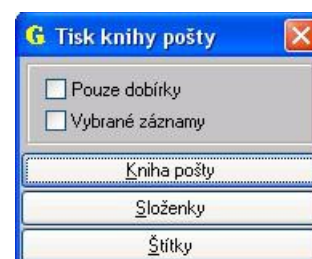 G Tisk knihy pošty
Pouze dobírky
Vybrané záznamy
Kniha pošty
Složenky
Štítky